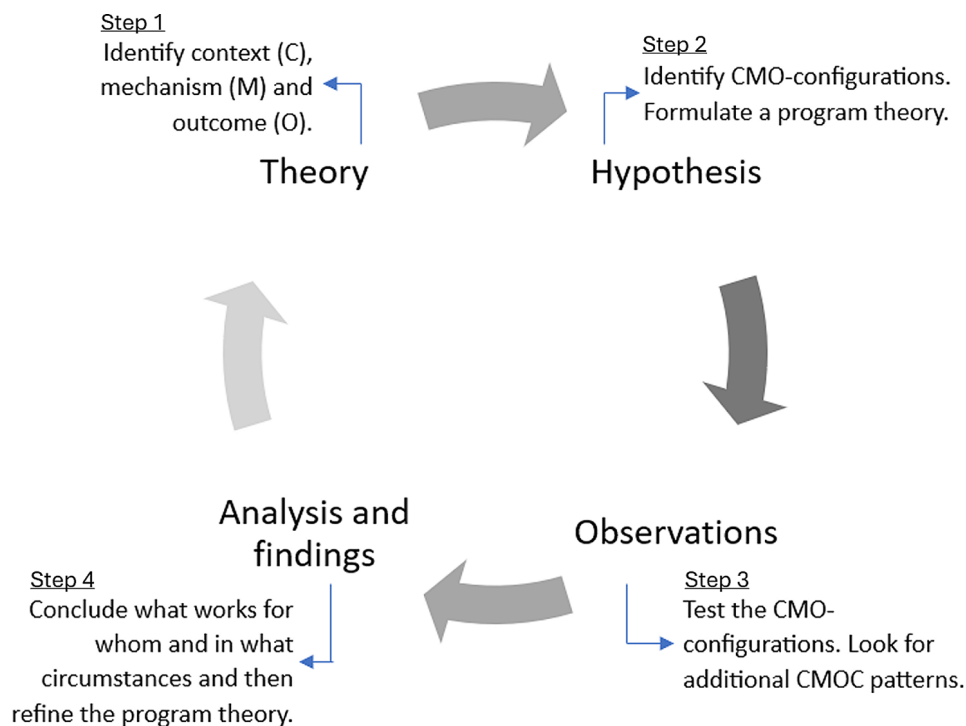 Step 1
Identify context (C),
mechanism (M) and
outcome (O).
Theory
Step 2
Identify CMO-configurations.
Formulate a program theory.
Hypothesis
Observations
Step 3
Test the CMO-
configurations. Look for
additional CMOC patterns.
Analysis and
findings
Step 4
Conclude what works for
whom and in what
circumstances and then
refine the program theory.